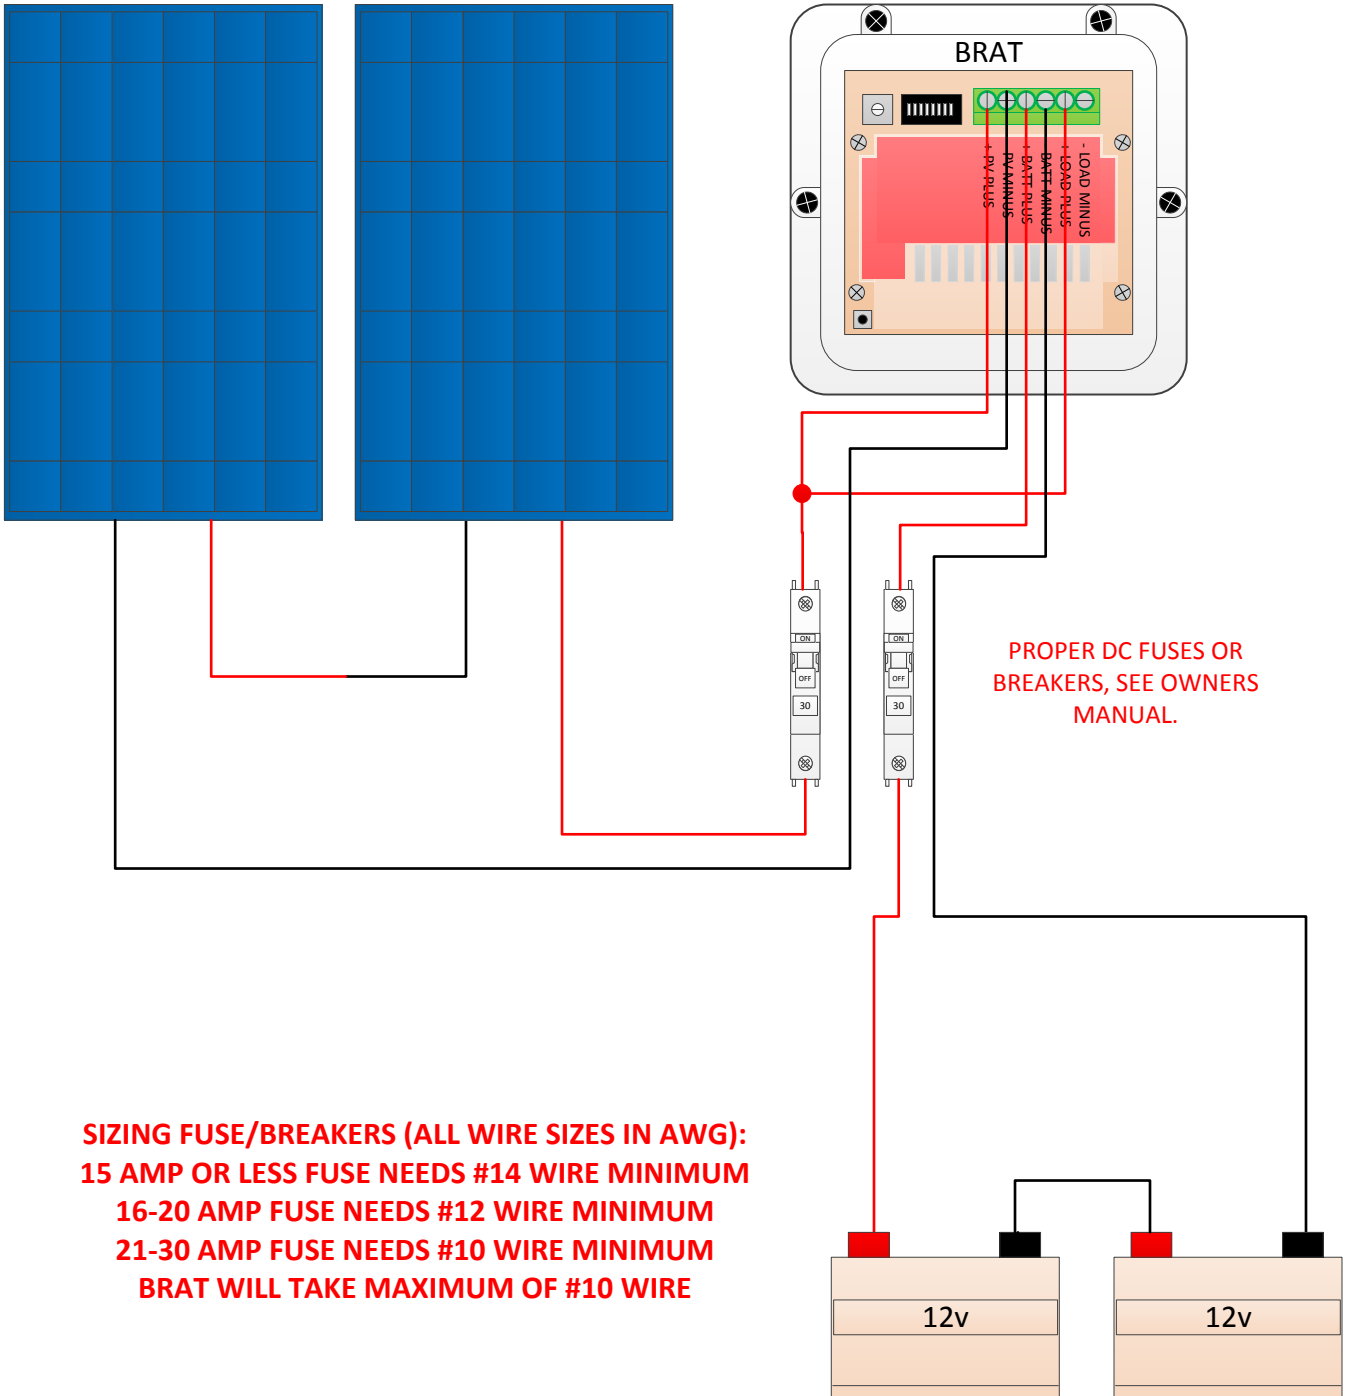 BRAT
+ PV PLUS
PV MINUS
+ BATT PLUS
BATT MINUS
+ LOAD PLUS
- LOAD MINUS
ON
OFF
30
ON
OFF
30
PROPER DC FUSES OR
BREAKERS, SEE OWNERS
MANUAL.
SIZING FUSE/BREAKERS (ALL WIRE SIZES IN AWG):
15 AMP OR LESS FUSE NEEDS #14 WIRE MINIMUM
16-20 AMP FUSE NEEDS #12 WIRE MINIMUM
21-30 AMP FUSE NEEDS #10 WIRE MINIMUM
BRAT WILL TAKE MAXIMUM OF #10 WIRE
12v
12v